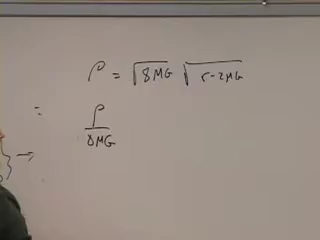 ρ = √8MG √r-2MG
=
ρ/8MG
→